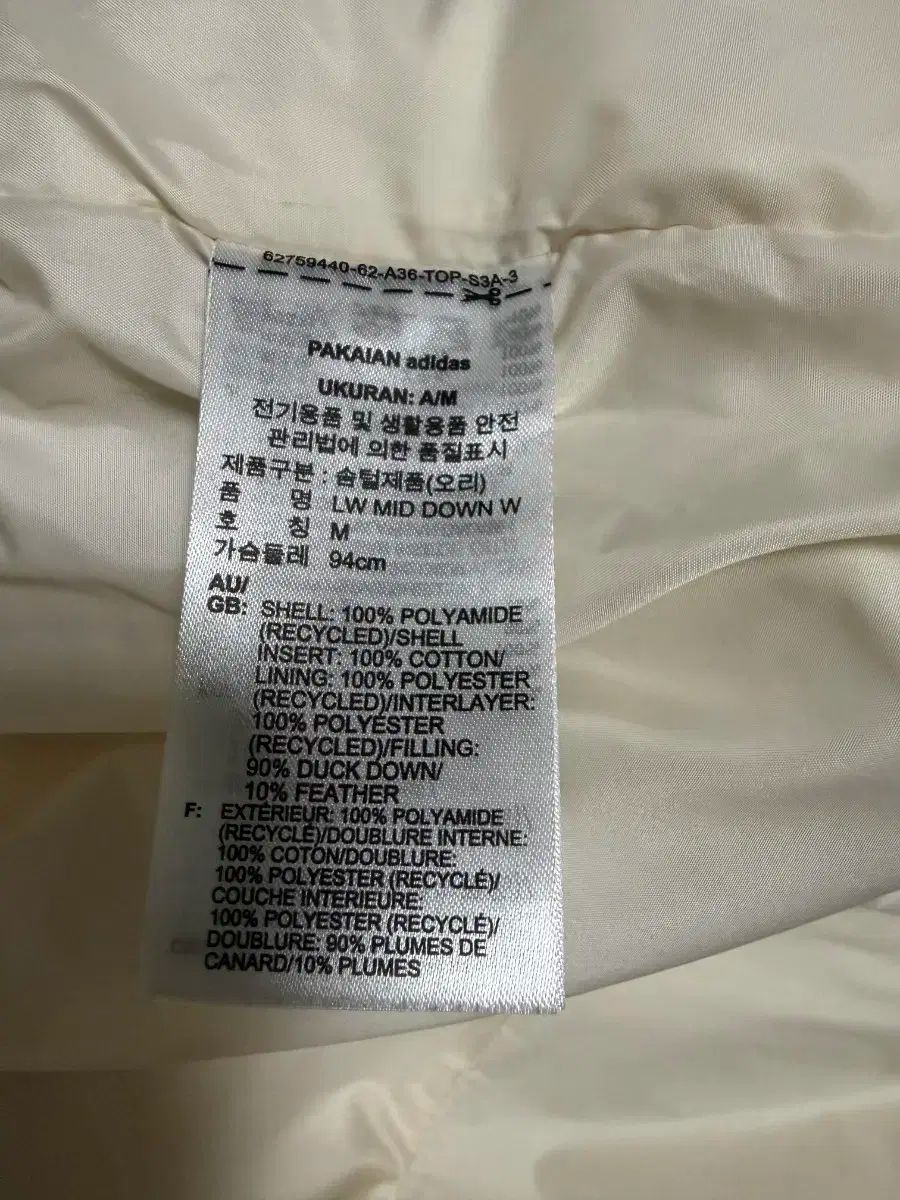 62759440-62-A36-TOP-S3A-3
PAKAIAN adidas
UKURAN: A/M
전기용품 및 생활용품 안전
관리법에 의한 품질표시
제품구분 : 솜털제품(오리)
품 명 LW MID DOWN W
호 칭 M
가슴둘레 94cm
AU/
GB: SHELL: 100% POLYAMIDE
(RECYCLED)/SHELL
INSERT: 100% COTTON/
LINING: 100% POLYESTER
(RECYCLED)/INTERLAYER:
100% POLYESTER
(RECYCLED)/FILLING:
90% DUCK DOWN/
10% FEATHER
F: EXTÉRIEUR: 100% POLYAMIDE
(RECYCLÉ)/DOUBLURE INTERNE:
100% COTON/DOUBLURE:
100% POLYESTER (RECYCLÉ)/
COUCHE INTERIEURE:
100% POLYESTER (RECYCLÉ)/
DOUBLURE: 90% PLUMES DE
CANARD/10% PLUMES